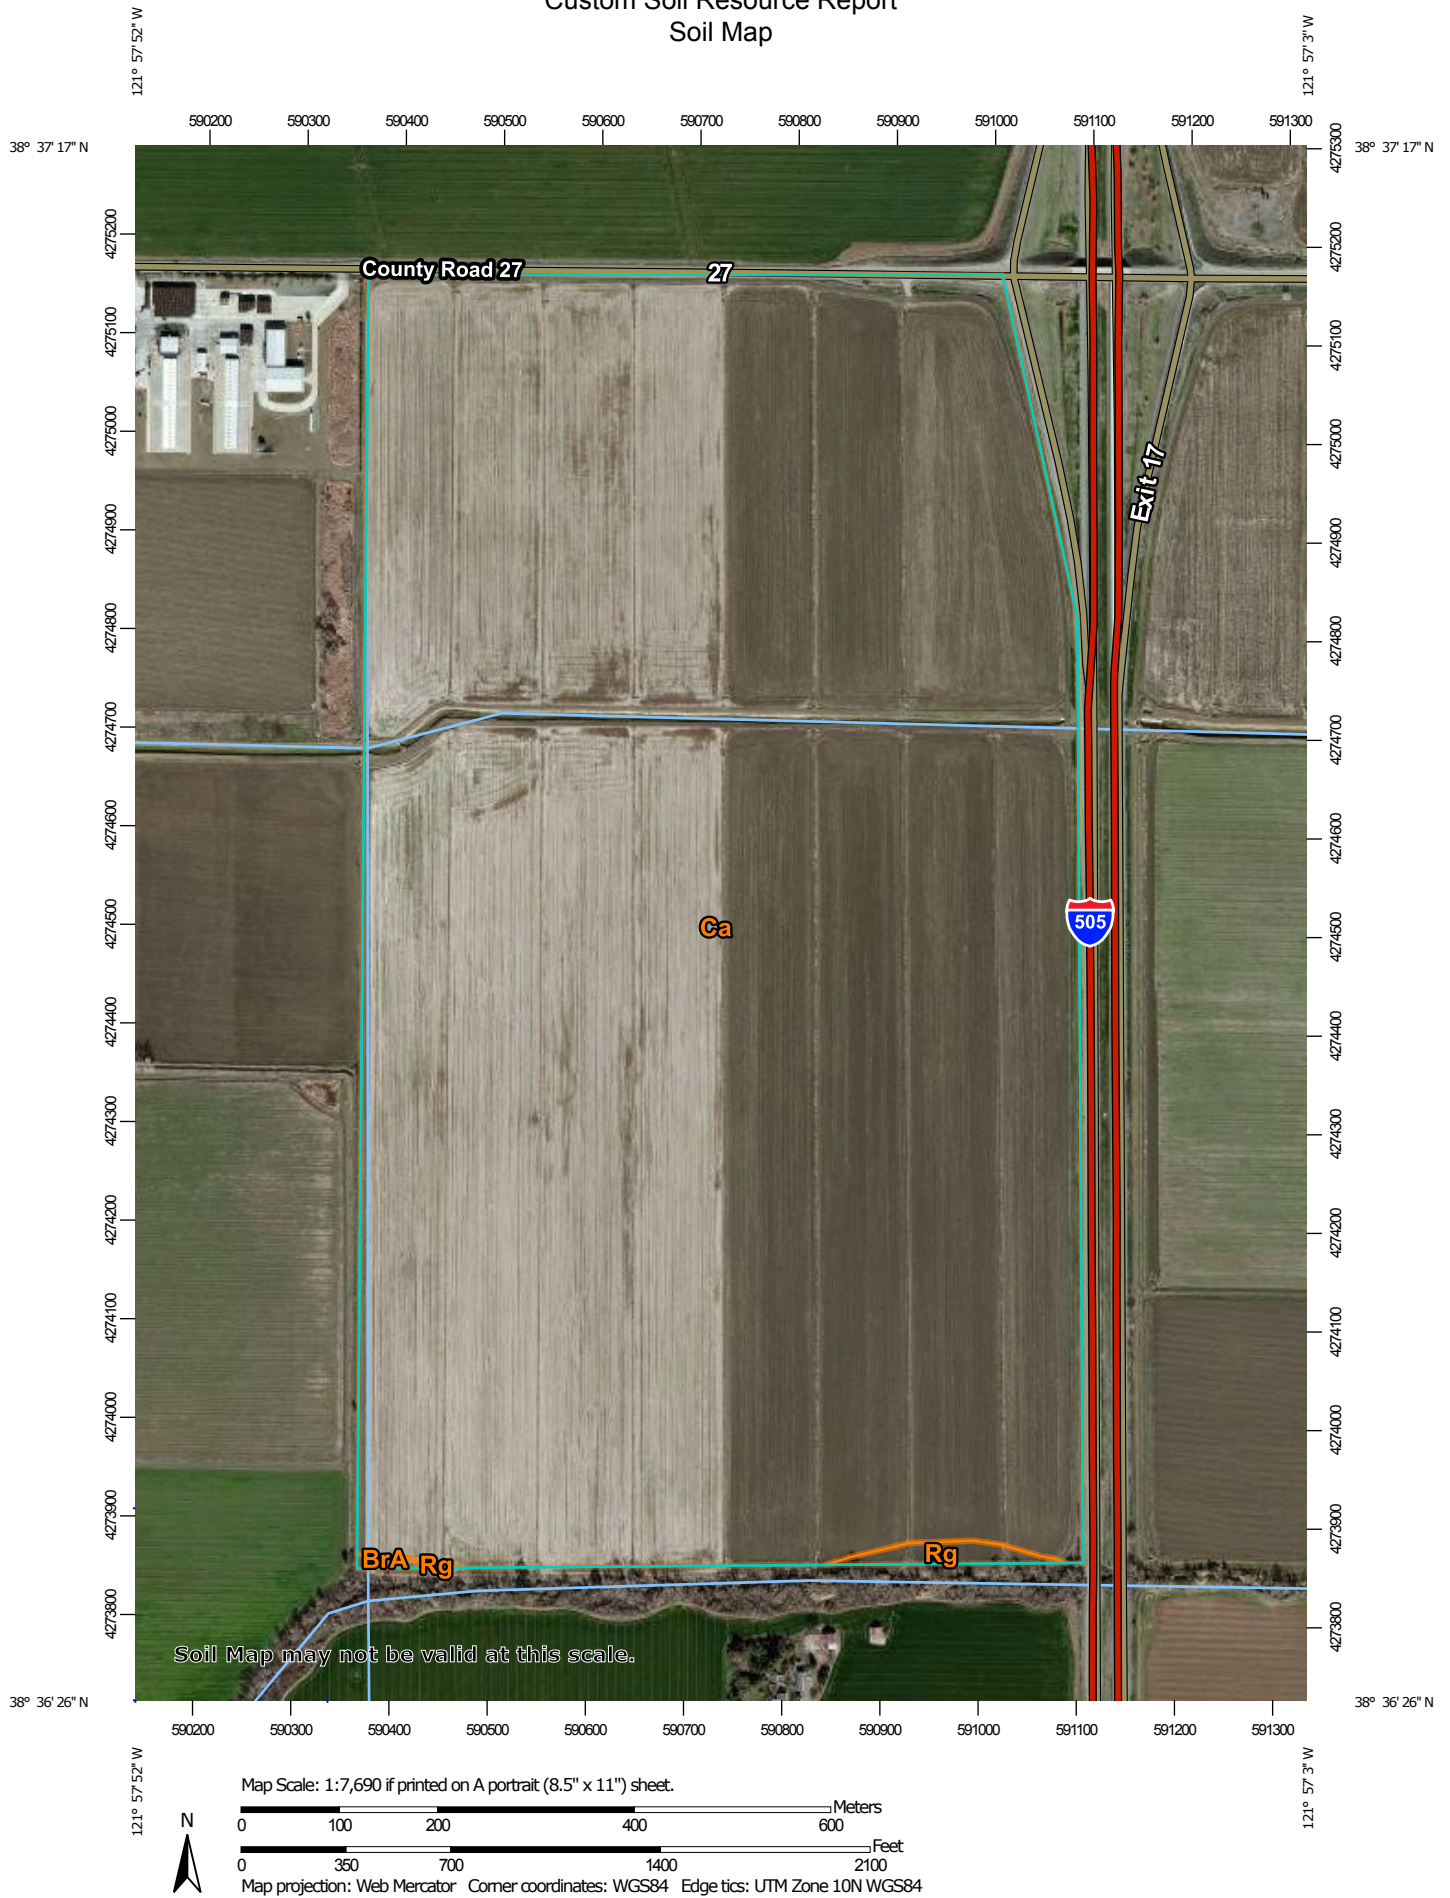 Custom Soil Resource Report
Soil Map
121° 57' 52'' W
121° 57' 3'' W
590200 590300 590400 590500 590600 590700 590800 590900 591000 591100 591200 591300
38° 37' 17'' N
38° 37' 17'' N
4275300
4275200
4275200
County Road 27
27
4275100
4275100
4275000
4275000
Exit 17
4274900
4274900
4274800
4274800
4274700
4274700
4274600
4274600
4274500
4274500
Ca
505
4274400
4274400
4274300
4274300
4274200
4274200
4274100
4274100
4274000
4274000
4273900
4273900
BrA
Rg
Rg
4273800
4273800
Soil Map may not be valid at this scale.
38° 36' 26'' N
38° 36' 26'' N
590200 590300 590400 590500 590600 590700 590800 590900 591000 591100 591200 591300
121° 57' 52'' W
121° 57' 3'' W
Map Scale: 1:7,690 if printed on A portrait (8.5" x 11") sheet.
N
Meters
0 100 200 400 600
Feet
0 350 700 1400 2100
Map projection: Web Mercator Corner coordinates: WGS84 Edge tics: UTM Zone 10N WGS84